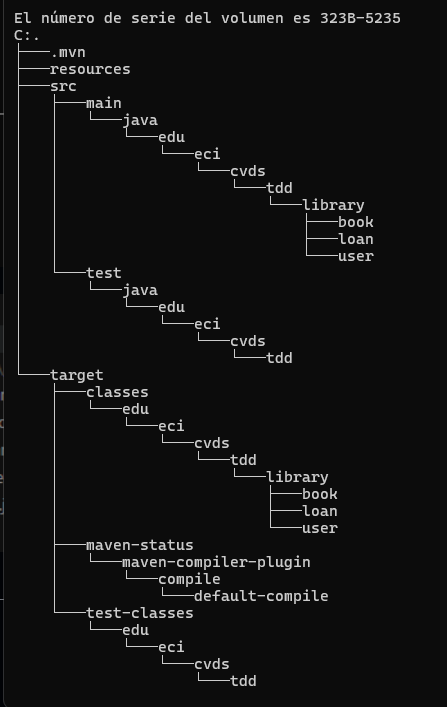 El número de serie del volumen es 323B-5235
C:.
├───.mvn
├───resources
├───src
│   ├───main
│   │   └───java
│   │       └───edu
│   │           └───eci
│   │               └───cvds
│   │                   └───tdd
│   │                       └───library
│   │                           ├───book
│   │                           ├───loan
│   │                           └───user
│   └───test
│       └───java
│           └───edu
│               └───eci
│                   └───cvds
│                       └───tdd
└───target
    ├───classes
    │   └───edu
    │       └───eci
    │           └───cvds
    │               └───tdd
    │                   └───library
    │                       ├───book
    │                       ├───loan
    │                       └───user
    ├───maven-status
    │   └───maven-compiler-plugin
    │       └───compile
    │           └───default-compile
    └───test-classes
        └───edu
            └───eci
                └───cvds
                    └───tdd